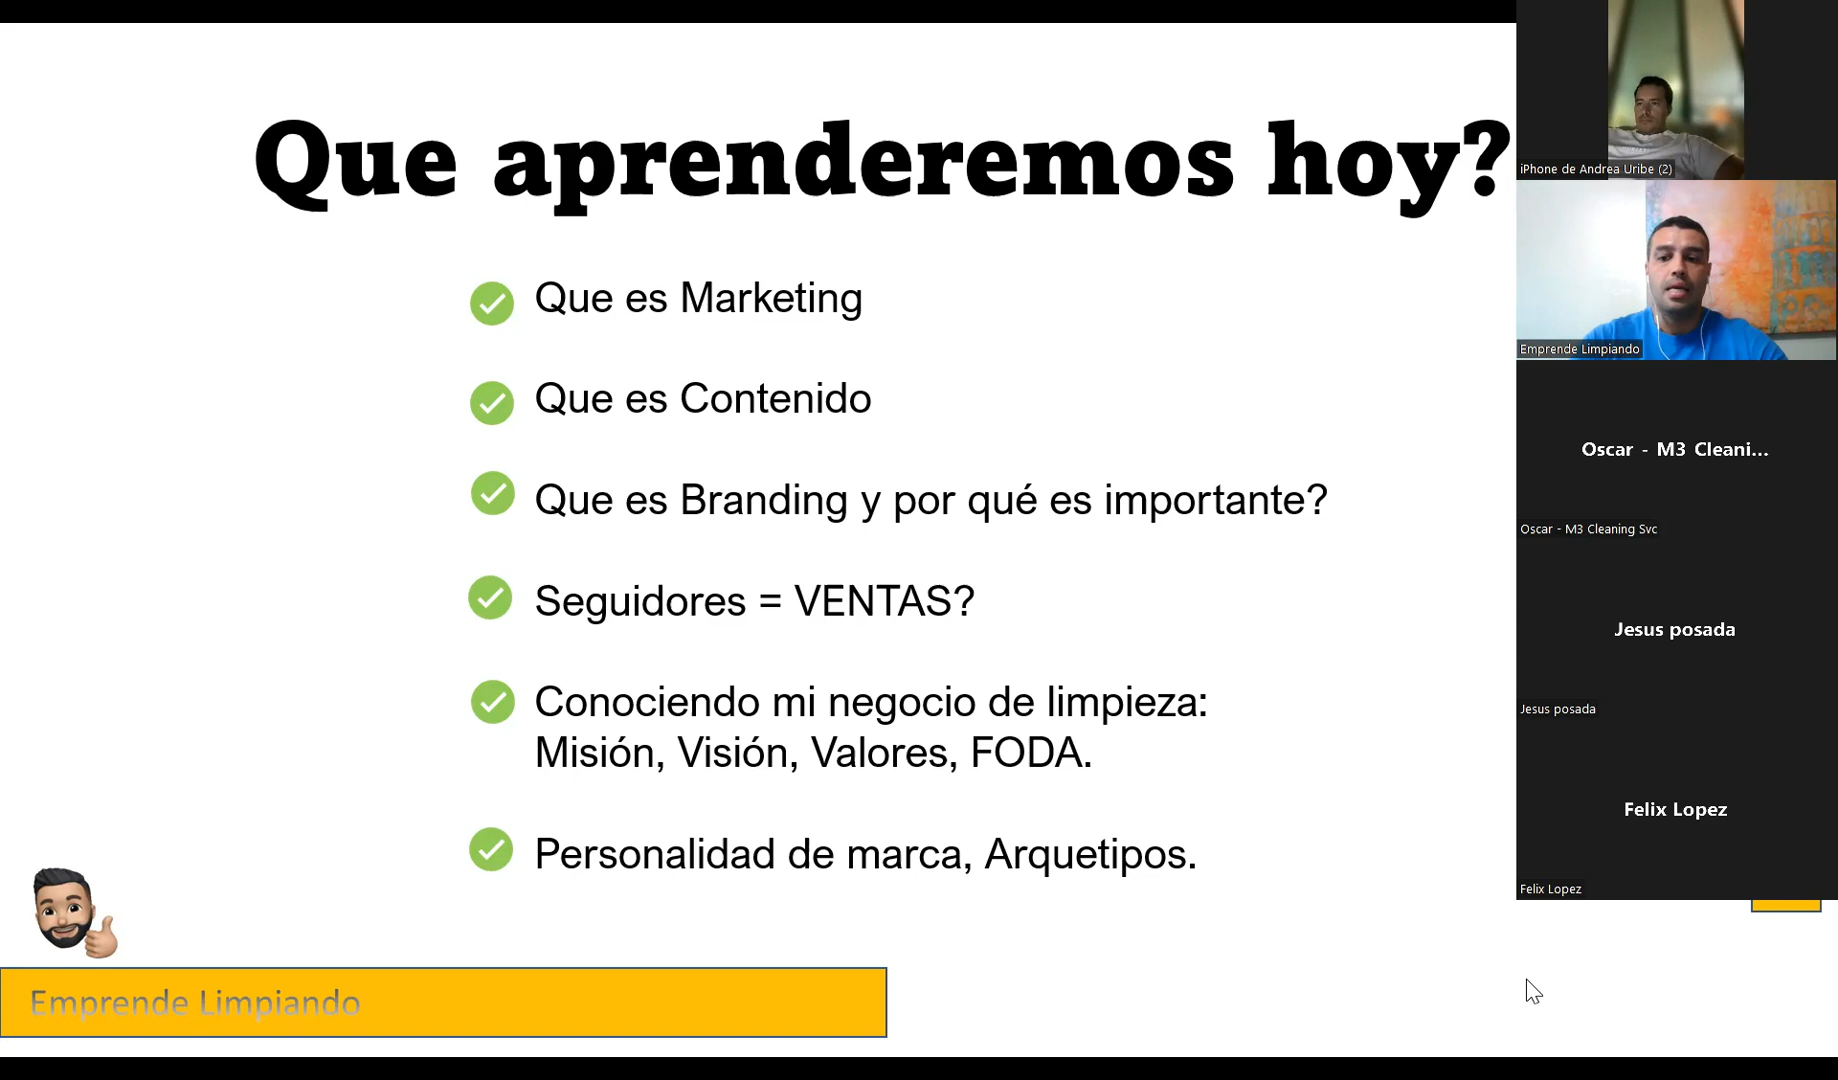 Que aprenderemos hoy?
Que es Marketing
Que es Contenido
Que es Branding y por qué es importante?
Seguidores = VENTAS?
Conociendo mi negocio de limpieza:
Misión, Visión, Valores, FODA.
Personalidad de marca, Arquetipos.
Emprende Limpiando
iPhone de Andrea Uribe (2)
Emprende Limpiando
Oscar - M3 Cleani...
Oscar - M3 Cleaning Svc
Jesus posada
Jesus posada
Felix Lopez
Felix Lopez